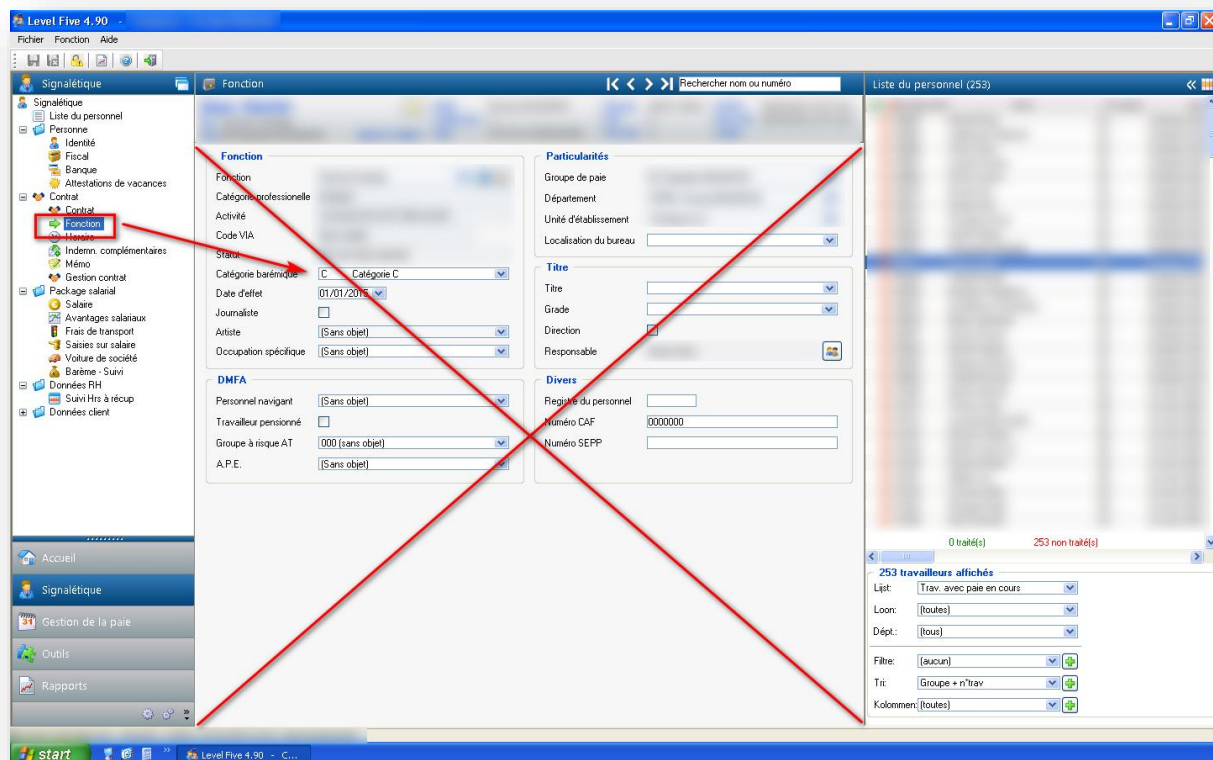 Level Five 4.90 -
Fichier Fonction Aide
Signalétique
Signalétique
Liste du personnel
Personne
Identité
Fiscal
Banque
Attestations de vacances
Contrat
Contrat
Fonction
Horaire
Indemn. complémentaires
Mémo
Gestion contrat
Package salarial
Salaire
Avantages salariaux
Frais de transport
Saisies sur salaire
Voiture de société
Barème - Suivi
Données RH
Suivi Hrs à récup
Données client
Accueil
Signalétique
Gestion de la paie
Outils
Rapports
Fonction
Rechercher nom ou numéro
Fonction
Fonction
Catégorie professionelle
Activité
Code VIA
Statut
Catégorie barémique C Catégorie C
Date d'effet 01/01/2015
Journaliste
Artiste (Sans objet)
Occupation spécifique (Sans objet)
DMFA
Personnel navigant (Sans objet)
Travailleur pensionné
Groupe à risque AT 000 (sans objet)
A.P.E. (Sans objet)
Particularités
Groupe de paie
Département
Unité d'établissement
Localisation du bureau
Titre
Titre
Grade
Direction
Responsable
Divers
Registre du personnel
Numéro CAF 0000000
Numéro SEPP
Liste du personnel (253)
0 traité(s) 253 non traité(s)
253 travailleurs affichés
Lijst: Trav. avec paie en cours
Loon: (toutes)
Dépt.: (tous)
Filtre: (aucun)
Tri: Groupe + n°trav
Kolommen: (toutes)
start
Level Five 4.90 - C...